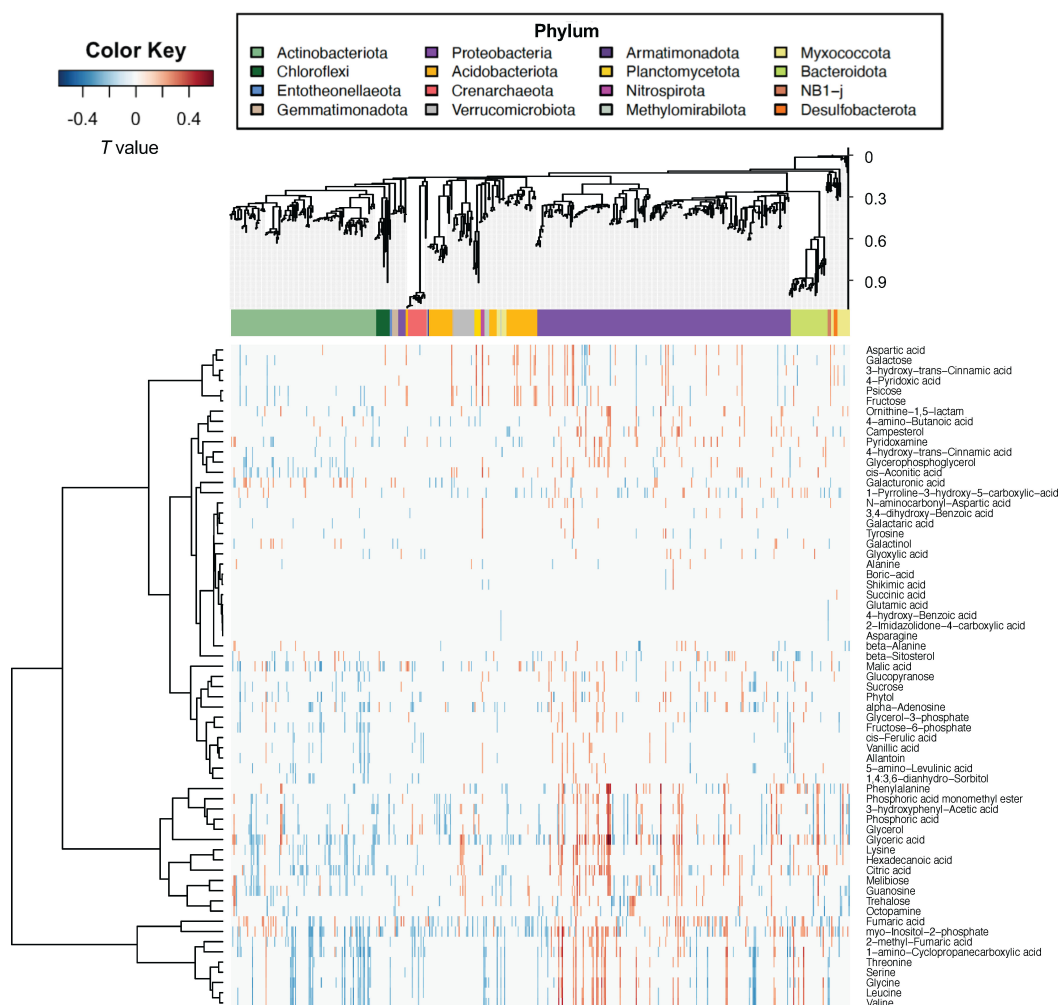 Color Key
-0.4 0 0.4
T value
Phylum
Actinobacteriota Proteobacteria Armatimonadota Myxococcota
Chloroflexi Acidobacteriota Planctomycetota Bacteroidota
Entotheonellaeota Crenarchaeota Nitrospirota NB1-j
Gemmatimonadota Verrucomicrobiota Methylomirabilota Desulfobacterota
0
0.3
0.6
0.9
Aspartic acid
Galactose
3-hydroxy-trans-Cinnamic acid
4-Pyridoxic acid
Psicose
Fructose
Ornithine-1,5-lactam
4-amino-Butanoic acid
Campesterol
Pyridoxamine
4-hydroxy-trans-Cinnamic acid
Glycerophosphoglycerol
cis-Aconitic acid
Galacturonic acid
1-Pyrroline-3-hydroxy-5-carboxylic-acid
N-aminocarbonyl-Aspartic acid
3,4-dihydroxy-Benzoic acid
Galactaric acid
Tyrosine
Galactinol
Glyoxylic acid
Alanine
Boric-acid
Shikimic acid
Succinic acid
Glutamic acid
4-hydroxy-Benzoic acid
2-Imidazolidone-4-carboxylic acid
Asparagine
beta-Alanine
beta-Sitosterol
Malic acid
Glucopyranose
Sucrose
Phytol
alpha-Adenosine
Glycerol-3-phosphate
Fructose-6-phosphate
cis-Ferulic acid
Vanillic acid
Allantoin
5-amino-Levulinic acid
1,4:3,6-dianhydro-Sorbitol
Phenylalanine
Phosphoric acid monomethyl ester
3-hydroxyphenyl-Acetic acid
Phosphoric acid
Glycerol
Glyceric acid
Lysine
Hexadecanoic acid
Citric acid
Melibiose
Guanosine
Trehalose
Octopamine
Fumaric acid
myo-Inositol-2-phosphate
2-methyl-Fumaric acid
1-amino-Cyclopropanecarboxylic acid
Threonine
Serine
Glycine
Leucine
Valine